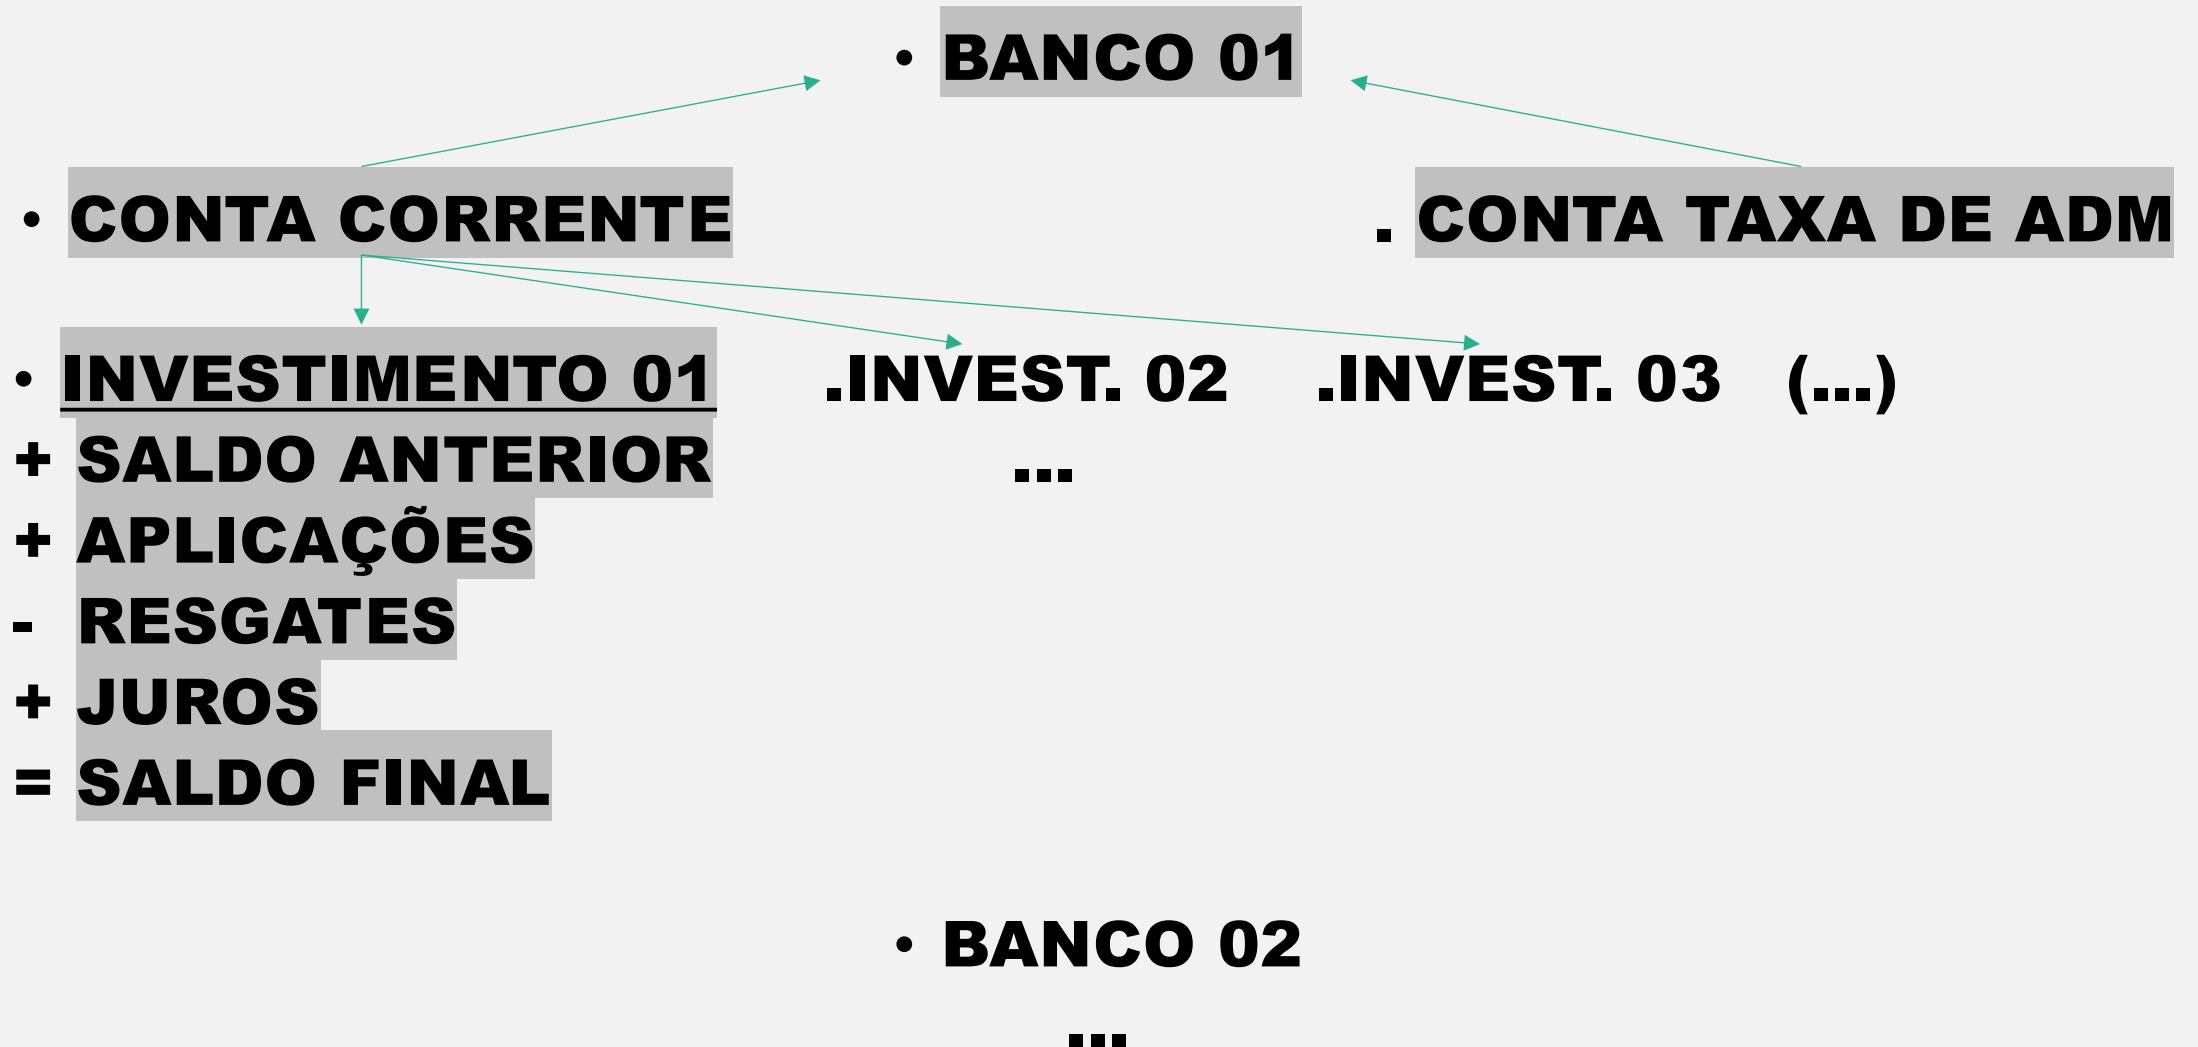 • BANCO 01
• CONTA CORRENTE . CONTA TAXA DE ADM
• INVESTIMENTO 01 .INVEST. 02 .INVEST. 03 (...)
+ SALDO ANTERIOR ...
+ APLICAÇÕES
- RESGATES
+ JUROS
= SALDO FINAL
• BANCO 02
...